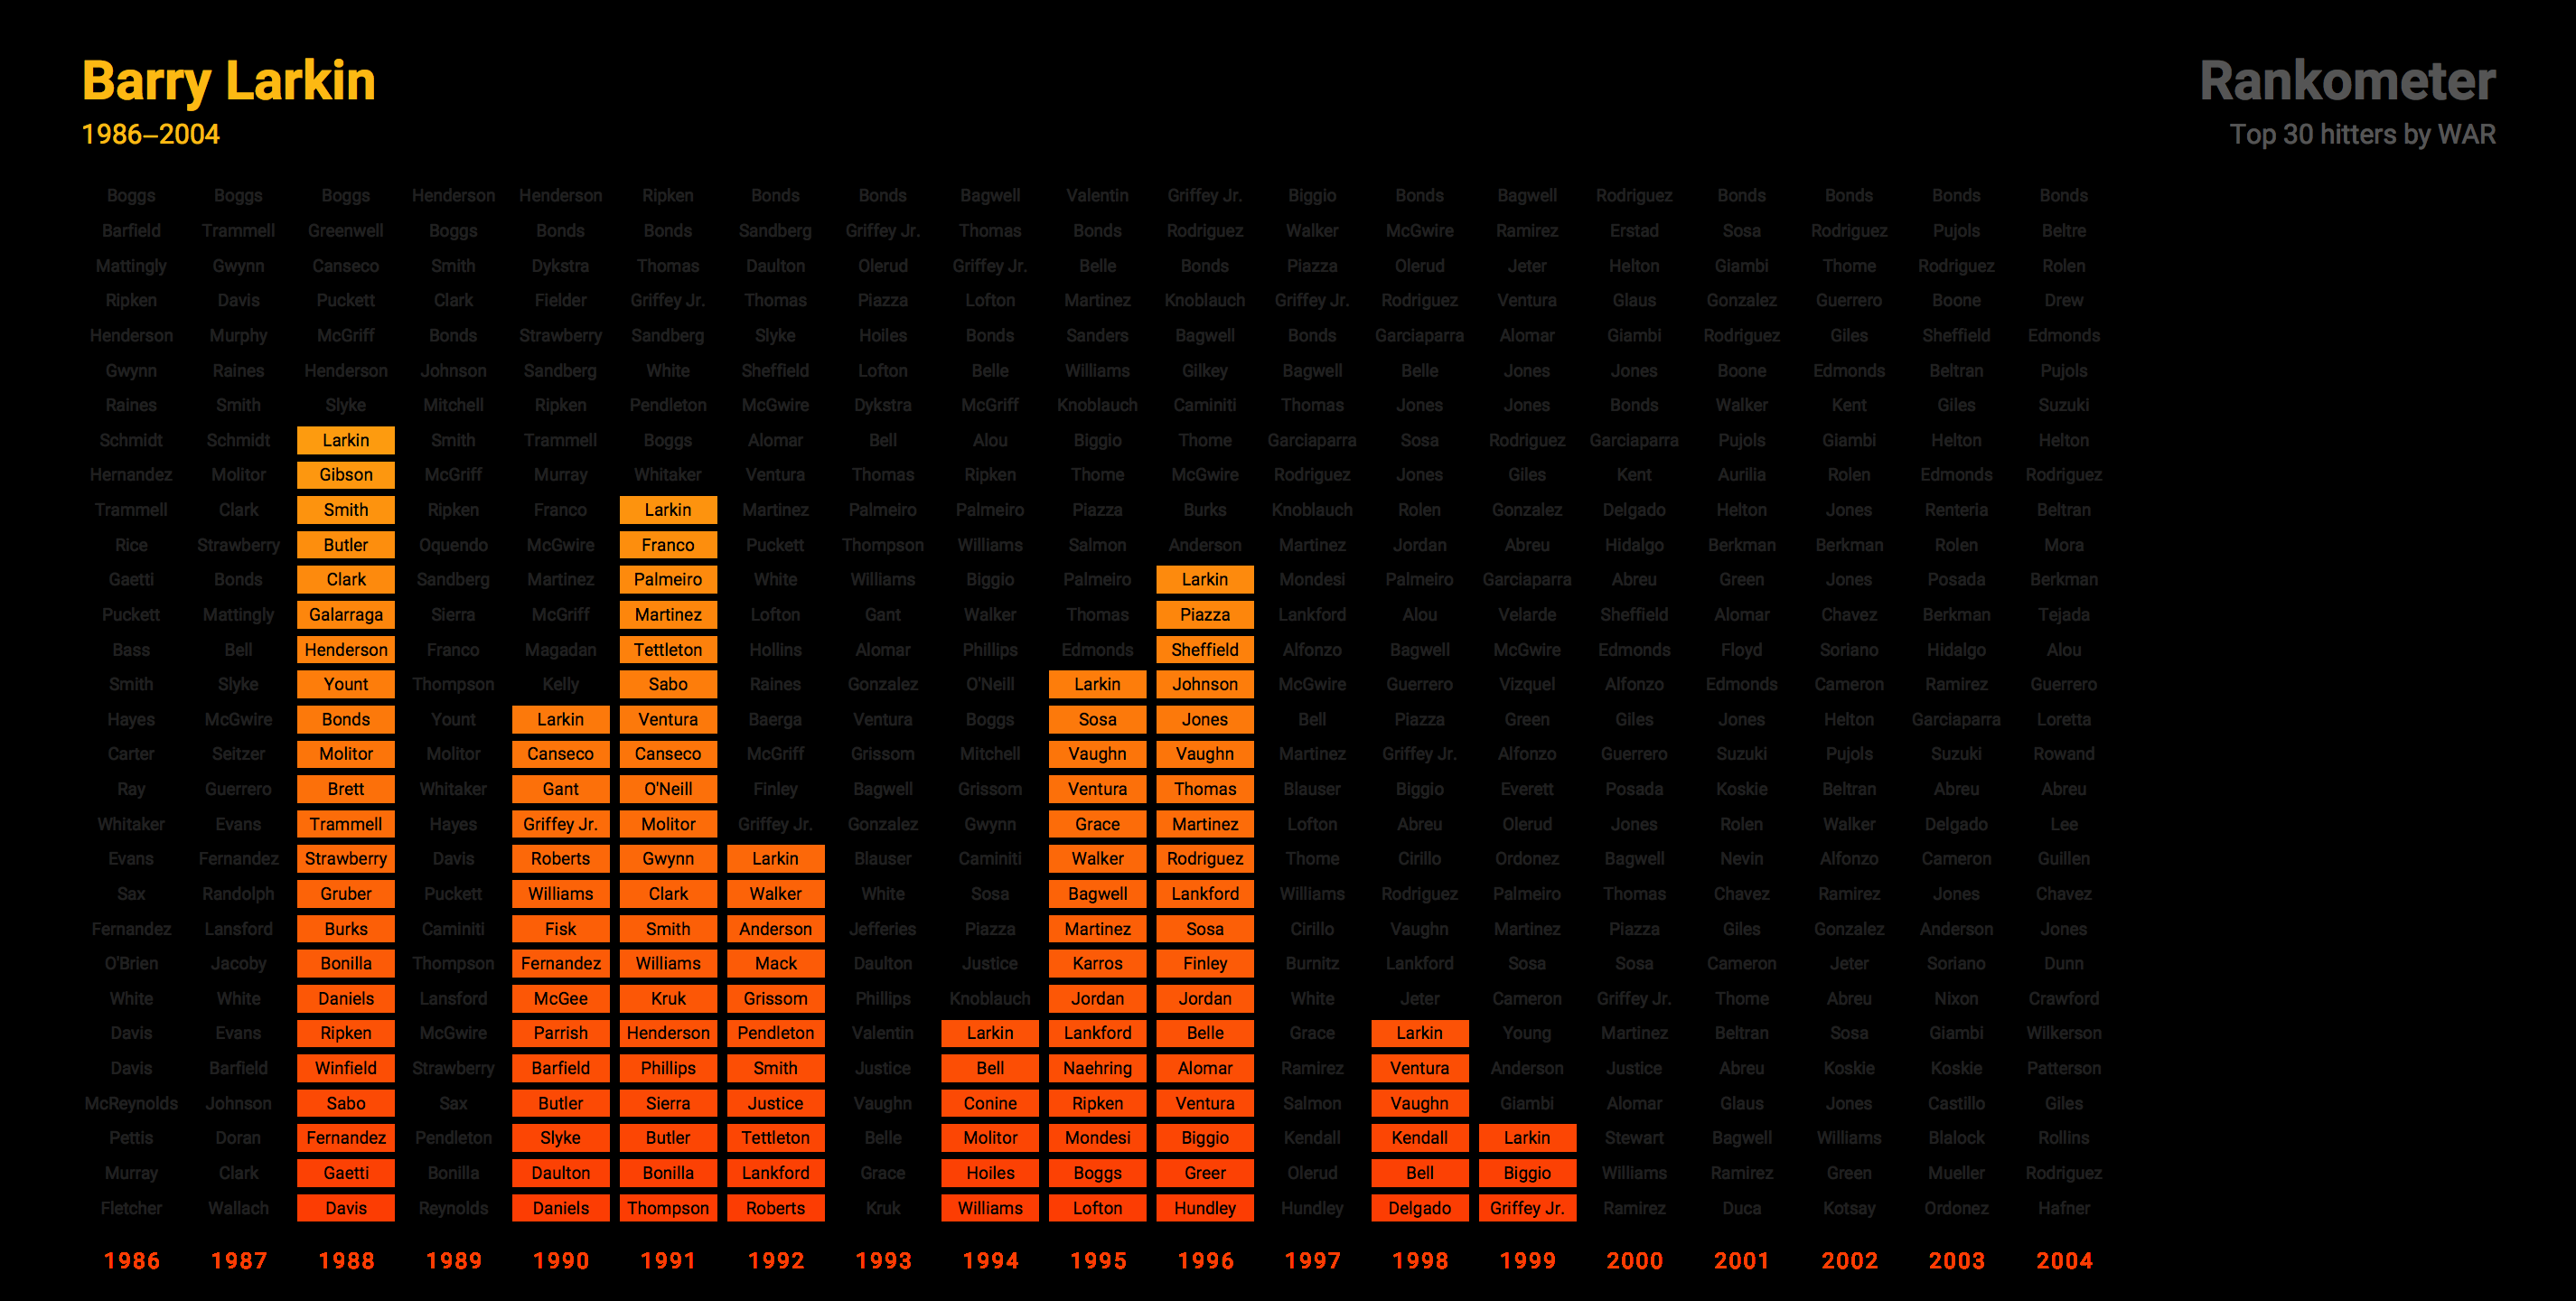 Barry Larkin
1986–2004
Rankometer
Top 30 hitters by WAR
Boggs Boggs Boggs Henderson Henderson Ripken Bonds Bonds Bagwell Valentin Griffey Jr. Biggio Bonds Bagwell Rodriguez Bonds Bonds Bonds Bonds
Barfield Trammell Greenwell Boggs Bonds Bonds Sandberg Griffey Jr. Thomas Bonds Rodriguez Walker McGwire Ramirez Erstad Sosa Rodriguez Pujols Beltre
Mattingly Gwynn Canseco Smith Dykstra Thomas Daulton Olerud Griffey Jr. Belle Bonds Piazza Olerud Jeter Helton Giambi Thome Rodriguez Rolen
Ripken Davis Puckett Clark Fielder Griffey Jr. Thomas Piazza Lofton Martinez Knoblauch Griffey Jr. Rodriguez Ventura Glaus Gonzalez Guerrero Boone Drew
Henderson Murphy McGriff Bonds Strawberry Sandberg Slyke Hoiles Bonds Sanders Bagwell Bonds Garciaparra Alomar Giambi Rodriguez Giles Sheffield Edmonds
Gwynn Raines Henderson Johnson Sandberg White Sheffield Lofton Belle Williams Gilkey Bagwell Belle Jones Jones Boone Edmonds Beltran Pujols
Raines Smith Slyke Mitchell Ripken Pendleton McGwire Dykstra McGriff Knoblauch Caminiti Thomas Jones Jones Bonds Walker Kent Giles Suzuki
Schmidt Schmidt Larkin Smith Trammell Boggs Alomar Bell Alou Biggio Thome Garciaparra Sosa Rodriguez Garciaparra Pujols Giambi Helton Helton
Hernandez Molitor Gibson McGriff Murray Whitaker Ventura Thomas Ripken Thome McGwire Rodriguez Jones Giles Kent Aurilia Rolen Edmonds Rodriguez
Trammell Clark Smith Ripken Franco Larkin Martinez Palmeiro Palmeiro Piazza Burks Knoblauch Rolen Gonzalez Delgado Helton Jones Renteria Beltran
Rice Strawberry Butler Oquendo McGwire Franco Puckett Thompson Williams Salmon Anderson Martinez Jordan Abreu Hidalgo Berkman Berkman Rolen Mora
Gaetti Bonds Clark Sandberg Martinez Palmeiro White Williams Biggio Palmeiro Larkin Mondesi Palmeiro Garciaparra Abreu Green Jones Posada Berkman
Puckett Mattingly Galarraga Sierra McGriff Martinez Lofton Gant Walker Thomas Piazza Lankford Alou Velarde Sheffield Alomar Chavez Berkman Tejada
Bass Bell Henderson Franco Magadan Tettleton Hollins Alomar Phillips Edmonds Sheffield Alfonzo Bagwell McGwire Edmonds Floyd Soriano Hidalgo Alou
Smith Slyke Yount Thompson Kelly Sabo Raines Gonzalez O'Neill Larkin Johnson McGwire Guerrero Vizquel Alfonzo Edmonds Cameron Ramirez Guerrero
Hayes McGwire Bonds Yount Larkin Ventura Baerga Ventura Boggs Sosa Jones Bell Piazza Green Giles Jones Helton Garciaparra Loretta
Carter Seitzer Molitor Molitor Canseco Canseco McGriff Grissom Mitchell Vaughn Vaughn Martinez Griffey Jr. Alfonzo Guerrero Suzuki Pujols Suzuki Rowand
Ray Guerrero Brett Whitaker Gant O'Neill Finley Bagwell Grissom Ventura Thomas Blauser Biggio Everett Posada Koskie Beltran Abreu Abreu
Whitaker Evans Trammell Hayes Griffey Jr. Molitor Griffey Jr. Gonzalez Gwynn Grace Martinez Lofton Abreu Olerud Jones Rolen Walker Delgado Lee
Evans Fernandez Strawberry Davis Roberts Gwynn Larkin Blauser Caminiti Walker Rodriguez Thome Cirillo Ordonez Bagwell Nevin Alfonzo Cameron Guillen
Sax Randolph Gruber Puckett Williams Clark Walker White Sosa Bagwell Lankford Williams Rodriguez Palmeiro Thomas Chavez Ramirez Jones Chavez
Fernandez Lansford Burks Caminiti Fisk Smith Anderson Jefferies Piazza Martinez Sosa Cirillo Vaughn Martinez Piazza Giles Gonzalez Anderson Jones
O'Brien Jacoby Bonilla Thompson Fernandez Williams Mack Daulton Justice Karros Finley Burnitz Lankford Sosa Sosa Cameron Jeter Soriano Dunn
White White Daniels Lansford McGee Kruk Grissom Phillips Knoblauch Jordan Jordan White Jeter Cameron Griffey Jr. Thome Abreu Nixon Crawford
Davis Evans Ripken McGwire Parrish Henderson Pendleton Valentin Larkin Lankford Belle Grace Larkin Young Martinez Beltran Sosa Giambi Wilkerson
Davis Barfield Winfield Strawberry Barfield Phillips Smith Justice Bell Naehring Alomar Ramirez Ventura Anderson Justice Abreu Koskie Koskie Patterson
McReynolds Johnson Sabo Sax Butler Sierra Justice Vaughn Conine Ripken Ventura Salmon Vaughn Giambi Alomar Glaus Jones Castillo Giles
Pettis Doran Fernandez Pendleton Slyke Butler Tettleton Belle Molitor Mondesi Biggio Kendall Kendall Larkin Stewart Bagwell Williams Blalock Rollins
Murray Clark Gaetti Bonilla Daulton Bonilla Lankford Grace Hoiles Boggs Greer Olerud Bell Biggio Williams Ramirez Green Mueller Rodriguez
Fletcher Wallach Davis Reynolds Daniels Thompson Roberts Kruk Williams Lofton Hundley Hundley Delgado Griffey Jr. Ramirez Duca Kotsay Ordonez Hafner
1986 1987 1988 1989 1990 1991 1992 1993 1994 1995 1996 1997 1998 1999 2000 2001 2002 2003 2004